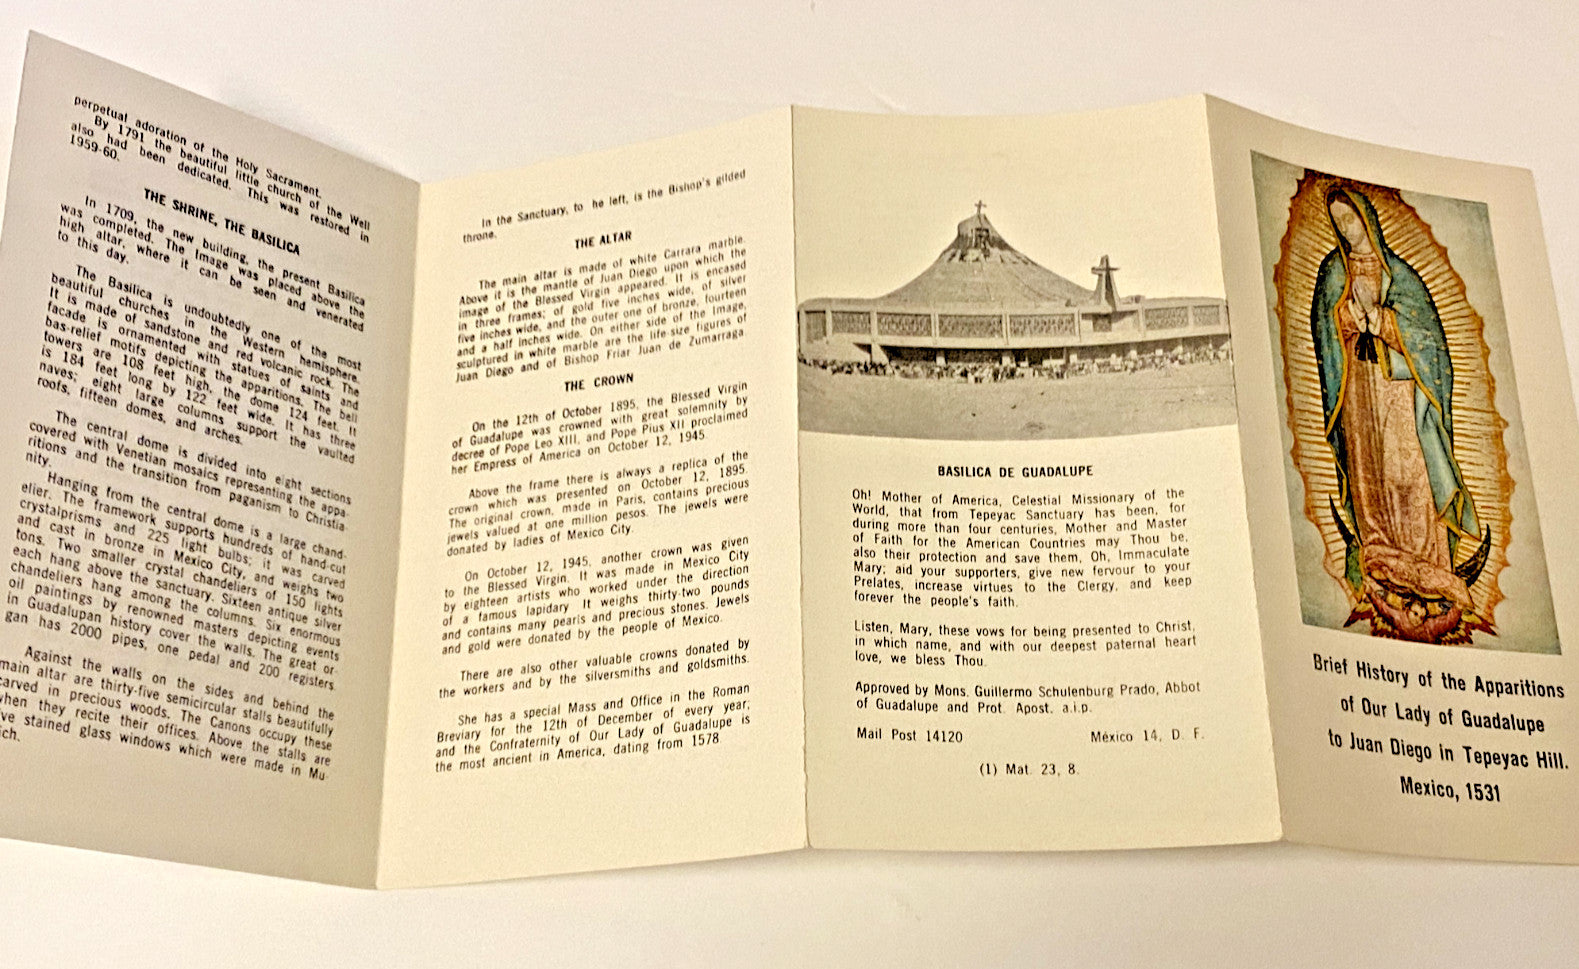 perpetual adoration of the Holy Sacrament.
By 1791 the beautiful little church of the Well
also had been dedicated. This was restored in
1959-60.
THE SHRINE, THE BASILICA
In 1709, the new building, the present Basilica
was completed. The Image was placed above the
high altar, where it can be seen and venerated
to this day.
The Basilica is undoubtedly one of the most
beautiful churches in the Western hemisphere.
It is made of sandstone and red volcanic rock. The
facade is ornamented with statues of saints and
bas-relief motifs depicting the apparitions. The bell
towers are 108 feet high, the dome 124 feet. It
is 184 feet long by 122 feet wide. It has three
naves; eight large columns support the vaulted
roofs, fifteen domes, and arches.
The central dome is divided into eight sections
covered with Venetian mosaics representing the appa-
ritions and the transition from paganism to Christia-
nity.
Hanging from the central dome is a large chand-
elier. The framework supports hundreds of hand-cut
crystalprisms and 225 light bulbs; it was carved
and cast in bronze in Mexico City, and weighs two
tons. Two smaller crystal chandeliers of 150 lights
each hang above the sanctuary. Sixteen antique silver
chandeliers hang among the columns. Six enormous
oil paintings by renowned masters depicting events
in Guadalupan history cover the walls. The great or-
gan has 2000 pipes, one pedal and 200 registers.
Against the walls on the sides and behind the
main altar are thirty-five semicircular stalls beautifully
carved in precious woods. The Canons occupy these
when they recite their offices. Above the stalls are
ve stained glass windows which were made in Mu-
ich.
In the Sanctuary, to he left, is the Bishop's gilded
throne.
THE ALTAR
The main altar is made of white Carrara marble.
Above it is the mantle of Juan Diego upon which the
image of the Blessed Virgin appeared. It is encased
in three frames; of gold five inches wide, of silver
five inches wide, and the outer one of bronze, fourteen
and a half inches wide. On either side of the Image,
sculptured in white marble are the life-size figures of
Juan Diego and of Bishop Friar Juan de Zumarraga.
THE CROWN
On the 12th of October 1895, the Blessed Virgin
of Guadalupe was crowned with great solemnity by
decree of Pope Leo XIII, and Pope Pius XII proclaimed
her Empress of America on October 12, 1945.
Above the frame there is always a replica of the
crown which was presented on October 12, 1895.
The original crown, made in Paris, contains precious
jewels valued at one million pesos. The jewels were
donated by ladies of Mexico City.
On October 12, 1945, another crown was given
to the Blessed Virgin. It was made in Mexico City
by eighteen artists who worked under the direction
of a famous lapidary It weighs thirty-two pounds
and contains many pearls and precious stones. Jewels
and gold were donated by the people of Mexico.
There are also other valuable crowns donated by
the workers and by the silversmiths and goldsmiths.
She has a special Mass and Office in the Roman
Breviary for the 12th of December of every year;
and the Confraternity of Our Lady of Guadalupe is
the most ancient in America, dating from 1578.
BASILICA DE GUADALUPE
Oh! Mother of America, Celestial Missionary of the
World, that from Tepeyac Sanctuary has been, for
during more than four centuries, Mother and Master
of Faith for the American Countries may Thou be,
also their protection and save them, Oh, Immaculate
Mary; aid your supporters, give new fervour to your
Prelates, increase virtues to the Clergy, and keep
forever the people's faith.
Listen, Mary, these vows for being presented to Christ,
in which name, and with our deepest paternal heart
love, we bless Thou.
Approved by Mons. Guillermo Schulenburg Prado, Abbot
of Guadalupe and Prot. Apost. a.i.p.
Mail Post 14120 México 14, D. F.
(1) Mat. 23, 8.
Brief History of the Apparitions
of Our Lady of Guadalupe
to Juan Diego in Tepeyac Hill.
Mexico, 1531